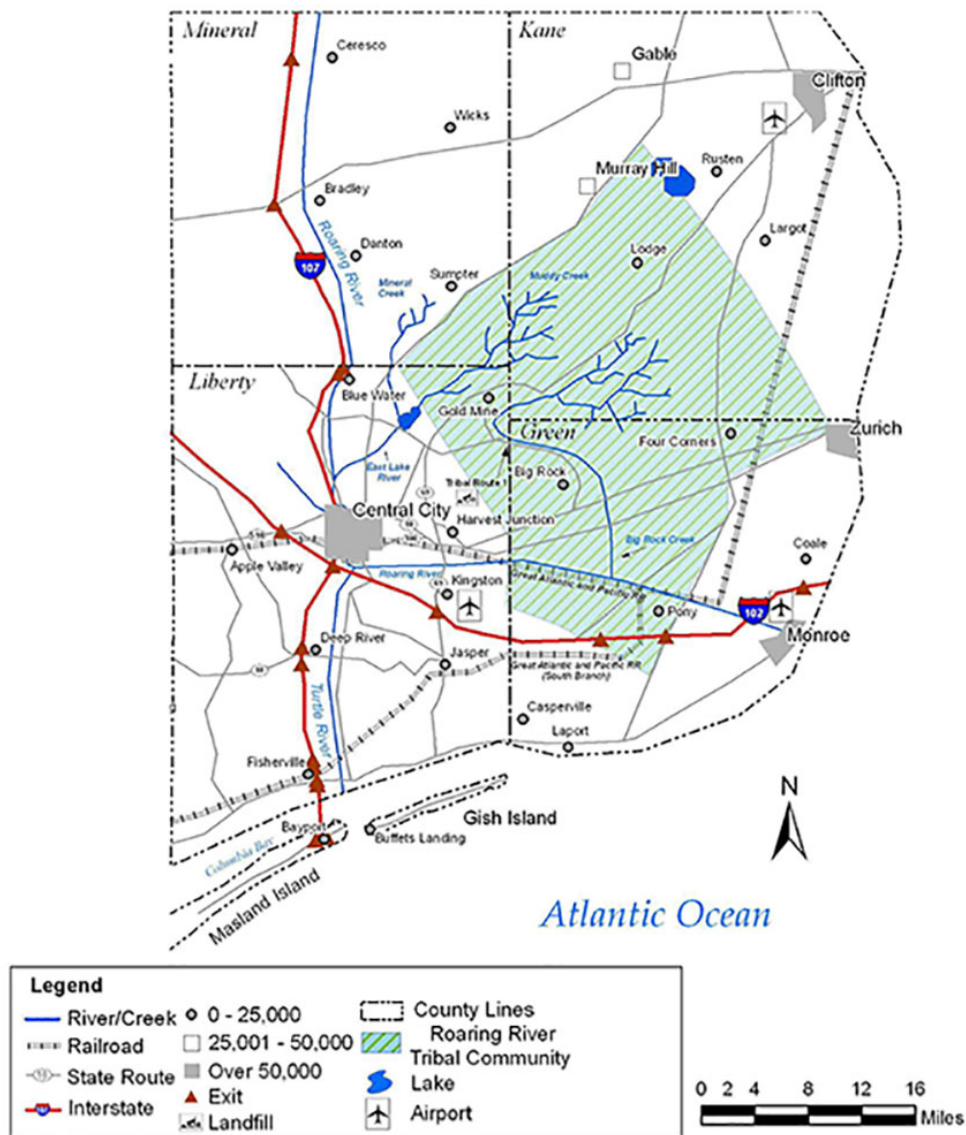 Mineral
Kane
Ceresco
Gable
Clifton
Wicks
Murray Hill
Rusten
Bradley
Roaring River
Danton
Largot
Lodge
107
Sumpter
Mineral
Creek
Muddy Creek
Liberty
Blue Water
Gold Mine
Green
Four Corners
Zurich
East Lake
River
Tribal Route 1
Big Rock
Central City
Harvest Junction
Big Rock Creek
Coale
Apple Valley
Roaring River
Great Atlantic and Pacific RR
Kingston
102
Pony
Monroe
Deep River
Jasper
Great Atlantic and Pacific RR
(South Branch)
Turtle River
Casperville
Laport
Fisherville
N
Gish Island
Bayport
Buffets Landing
Columbia Bay
Masland Island
Atlantic Ocean
Legend
River/Creek
Railroad
State Route
Interstate
0 - 25,000
25,001 - 50,000
Over 50,000
Exit
Landfill
County Lines
Roaring River
Tribal Community
Lake
Airport
0 2 4 8 12 16
Miles